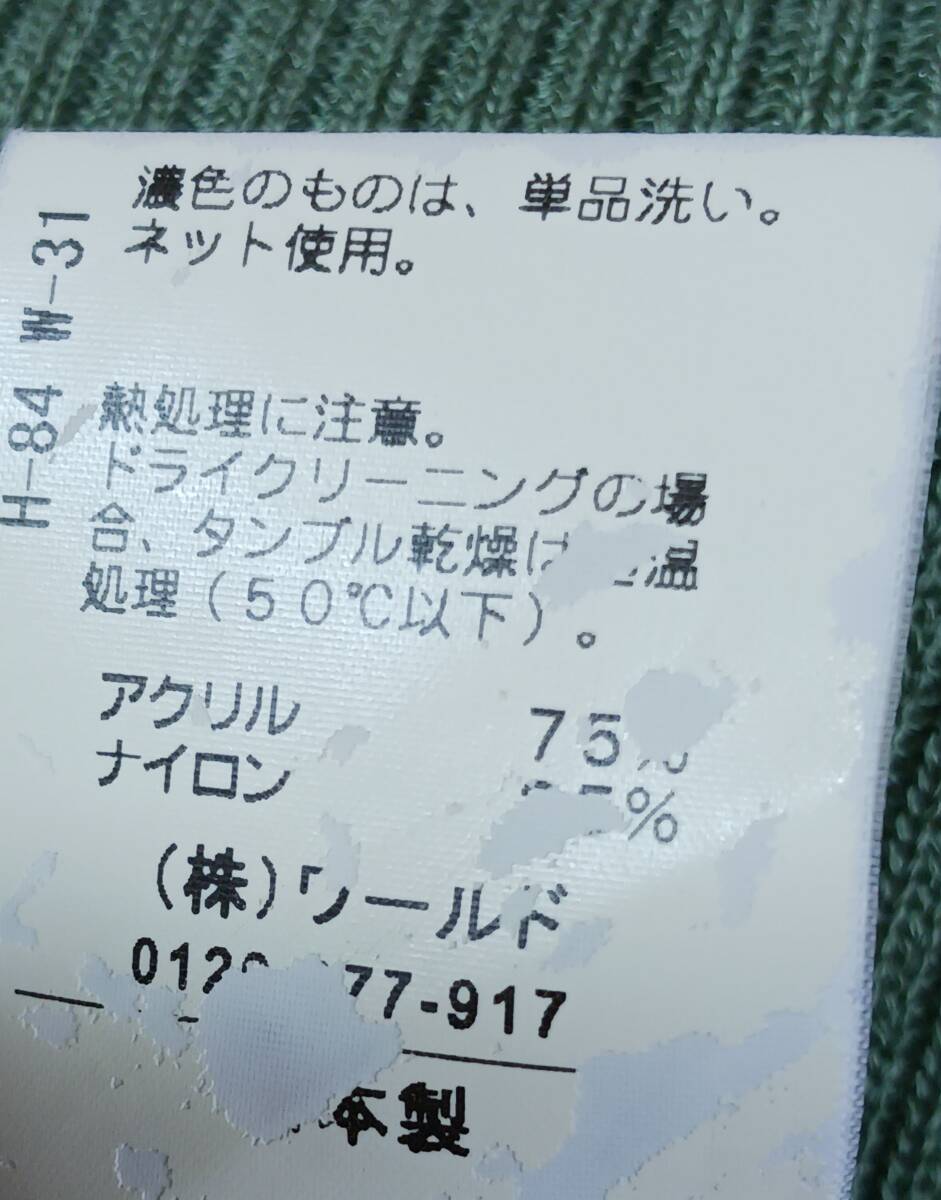 濃色のものは、単品洗い。
ネット使用。
W-31
H-84
熱処理に注意。
ドライクリーニングの場
合、タンブル乾燥は 温
処理(50℃以下)。
アクリル 75%
ナイロン %
(株)ワールド
012 77-917
製